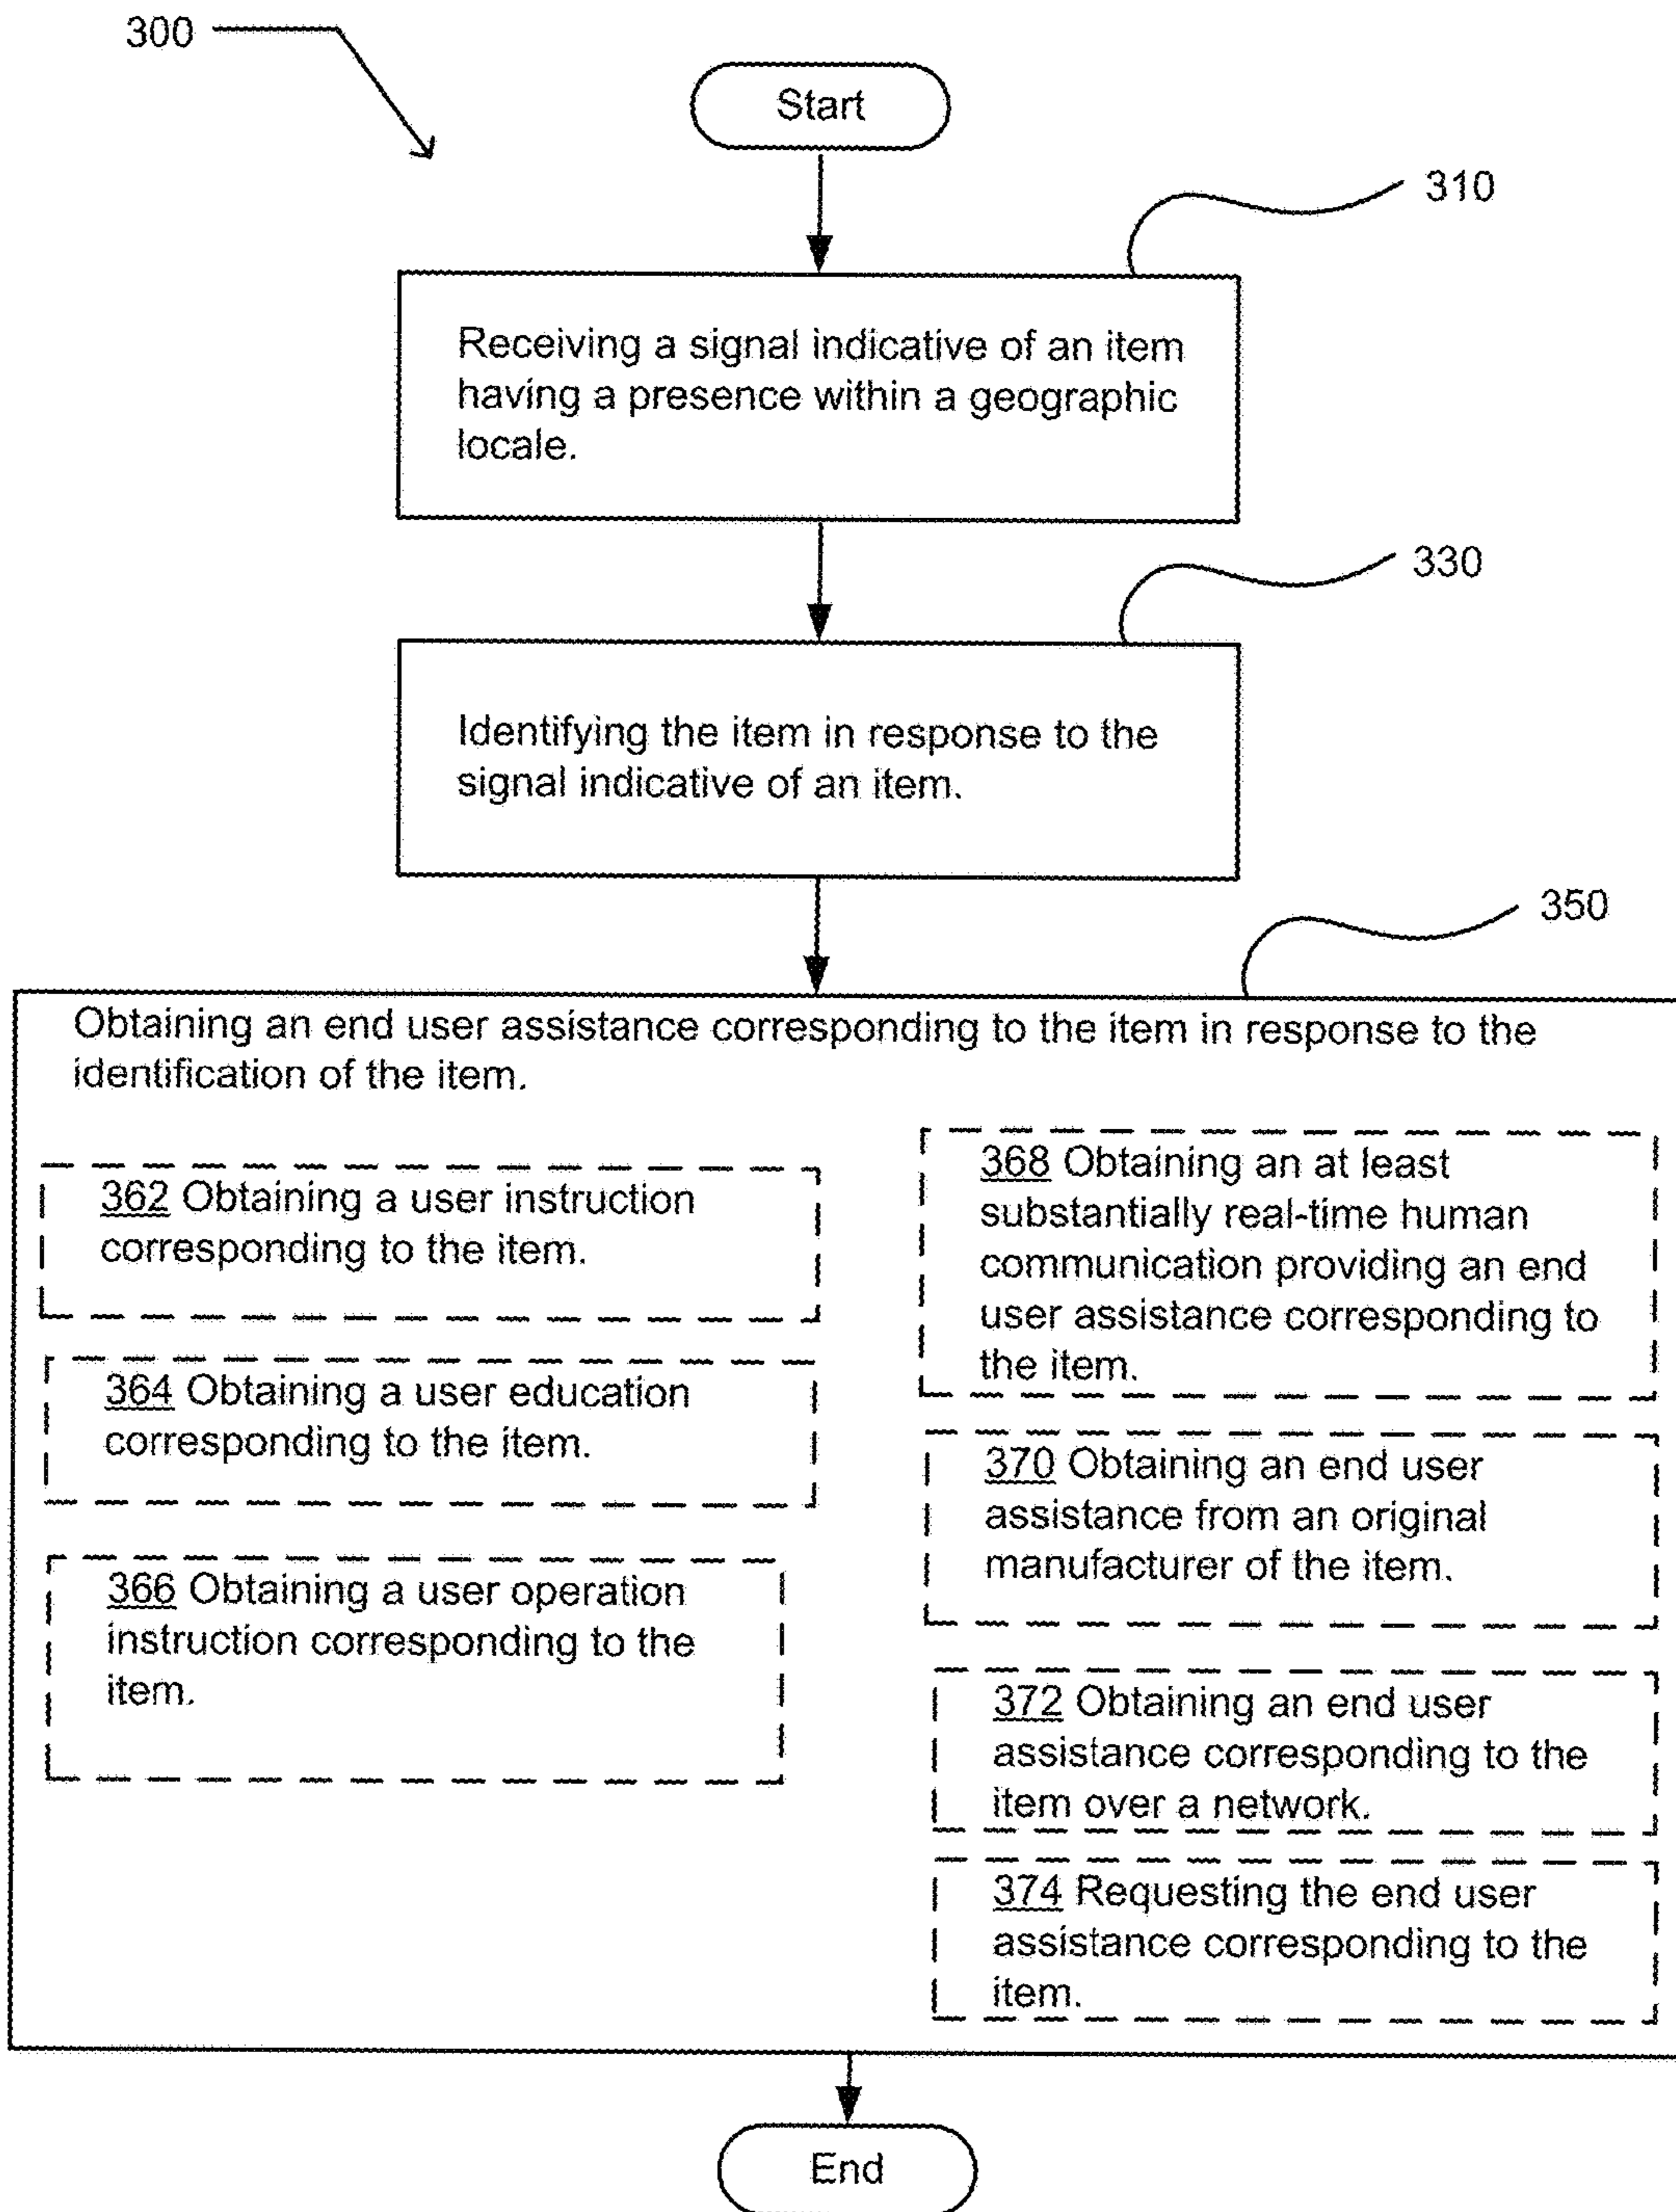 300
Start
310
Receiving a signal indicative of an item
having a presence within a geographic
locale.
330
Identifying the item in response to the
signal indicative of an item.
350
Obtaining an end user assistance corresponding to the item in response to the
identification of the item.
362 Obtaining a user instruction
corresponding to the item.
364 Obtaining a user education
corresponding to the item.
366 Obtaining a user operation
instruction corresponding to the
item.
368 Obtaining an at least
substantially real-time human
communication providing an end
user assistance corresponding to
the item.
370 Obtaining an end user
assistance from an original
manufacturer of the item.
372 Obtaining an end user
assistance corresponding to the
item over a network.
374 Requesting the end user
assistance corresponding to the
item.
End